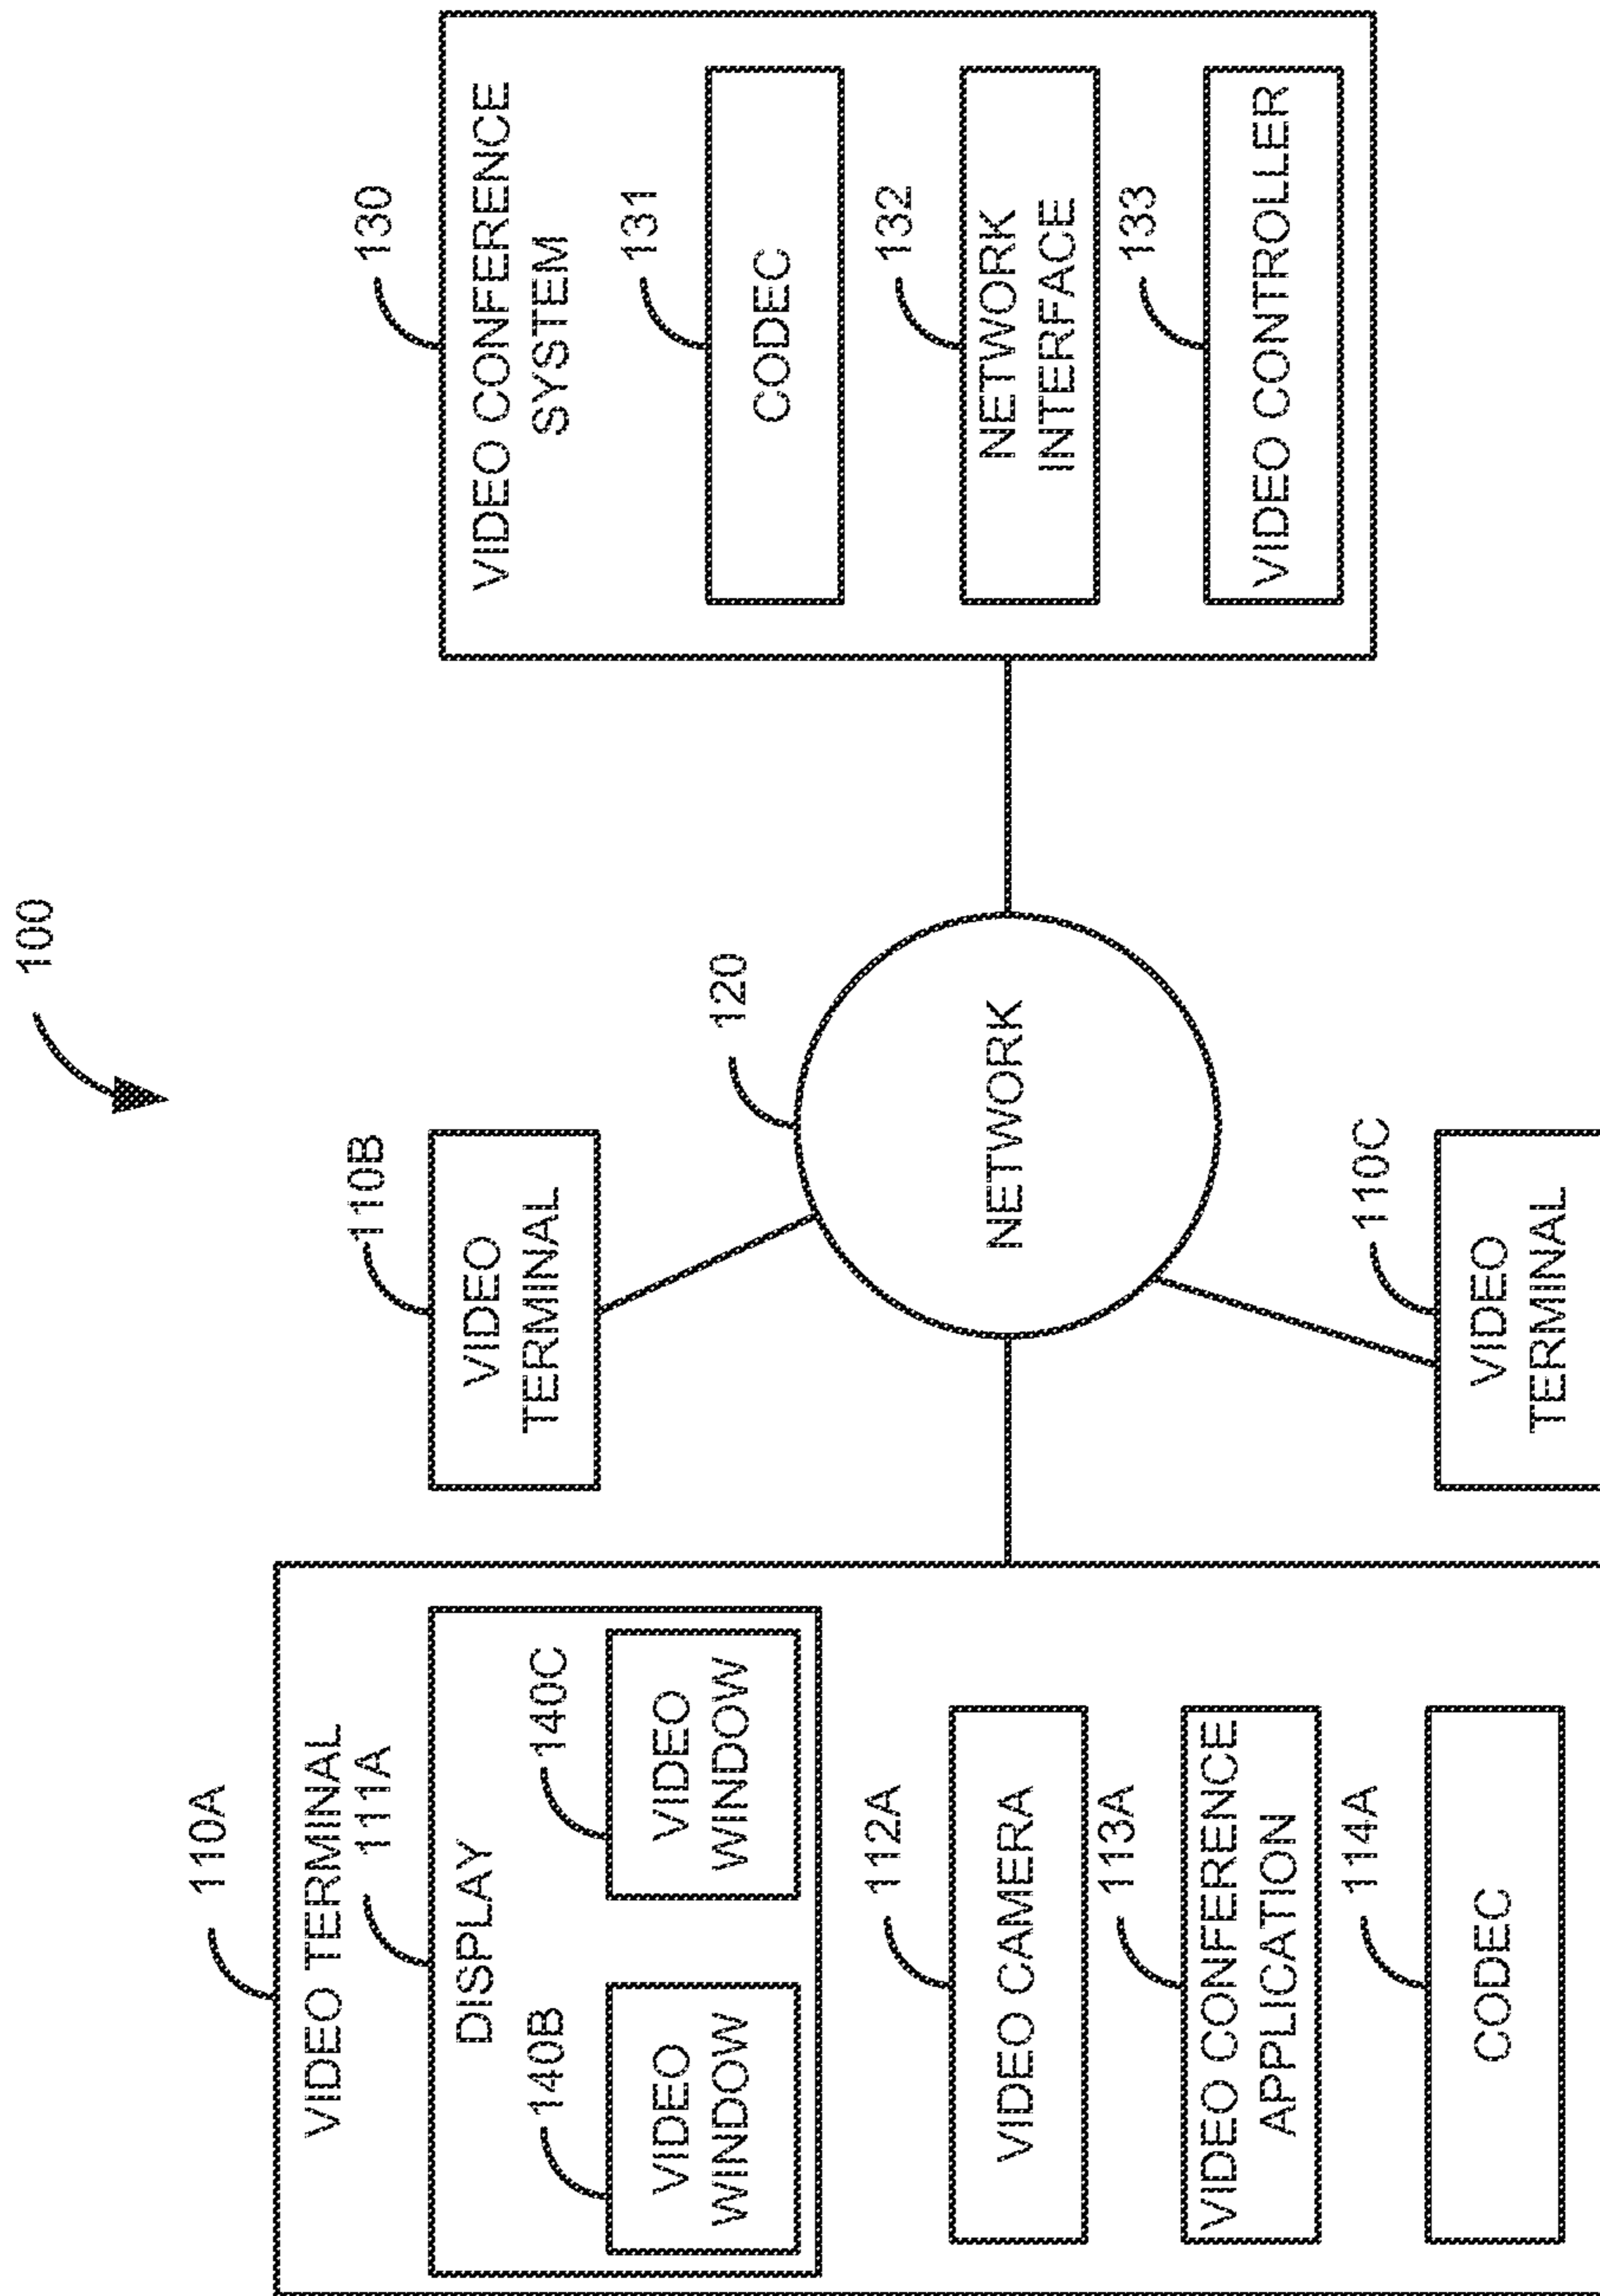 100
110A
VIDEO TERMINAL
111A
DISPLAY
140B
VIDEO
WINDOW
140C
VIDEO
WINDOW
112A
VIDEO CAMERA
113A
VIDEO CONFERENCE
APPLICATION
114A
CODEC
110B
VIDEO
TERMINAL
120
NETWORK
110C
VIDEO
TERMINAL
130
VIDEO CONFERENCE
SYSTEM
131
CODEC
132
NETWORK
INTERFACE
133
VIDEO CONTROLLER